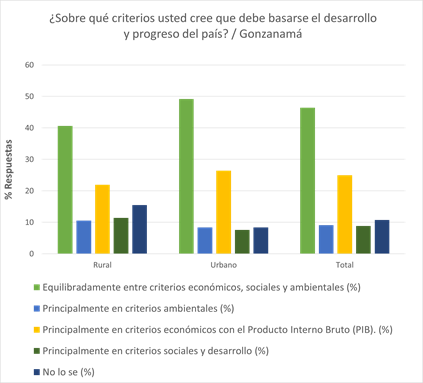 ¿Sobre qué criterios usted cree que debe basarse el desarrollo
y progreso del país? / Gonzanamá
60
50
40
30
20
10
0
% Respuestas
Rural
Urbano
Total
Equilibradamente entre criterios económicos, sociales y ambientales (%)
Principalmente en criterios ambientales (%)
Principalmente en criterios económicos con el Producto Interno Bruto (PIB). (%)
Principalmente en criterios sociales y desarrollo (%)
No lo se (%)